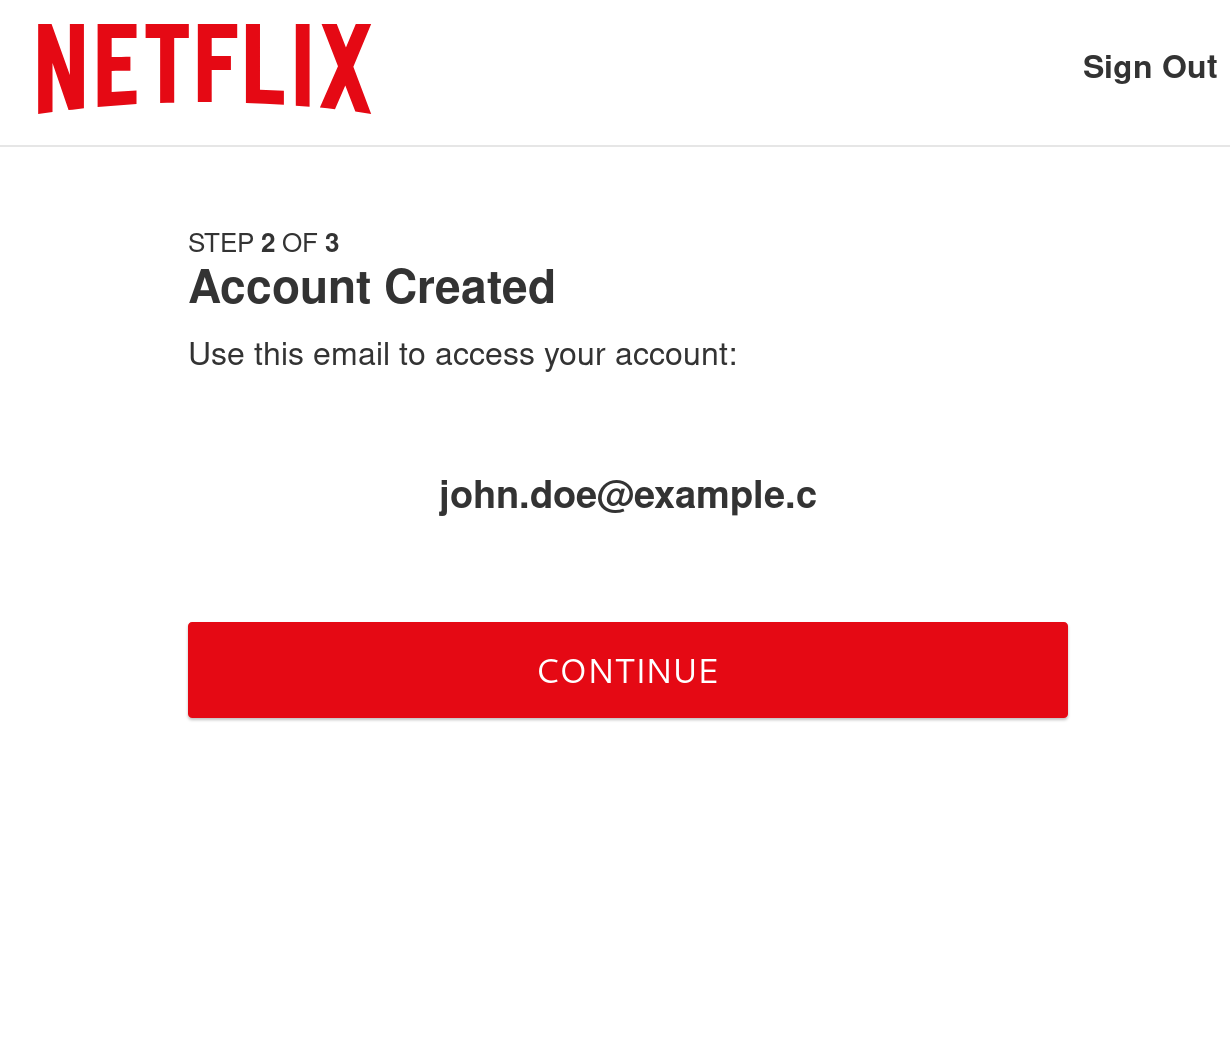 NETFLIX
Sign Out
STEP 2 OF 3
Account Created
Use this email to access your account:
john.doe@example.c
CONTINUE